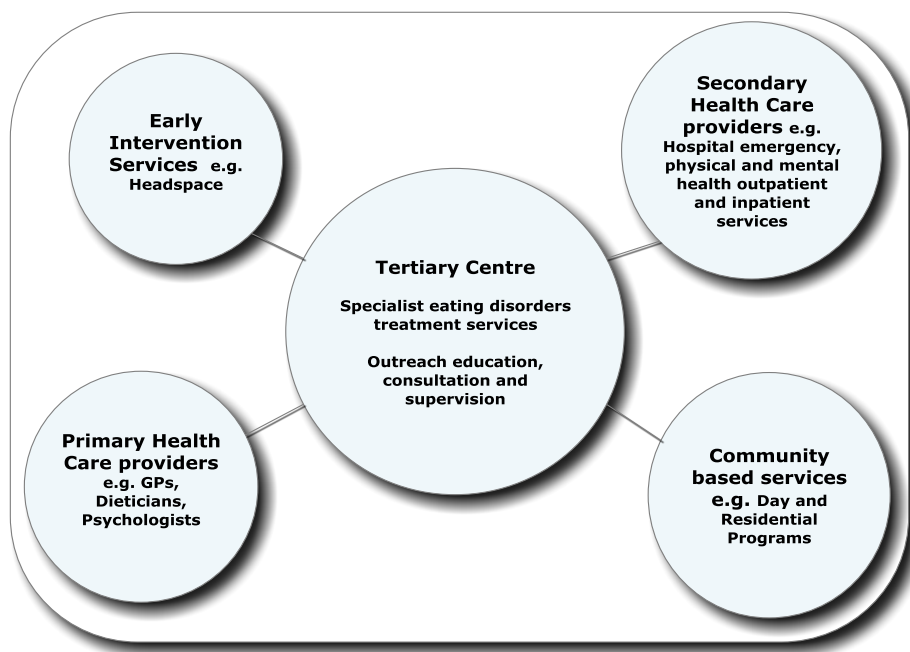 Early
Intervention
Services e.g.
Headspace
Secondary
Health Care
providers e.g.
Hospital emergency,
physical and mental
health outpatient
and inpatient
services
Tertiary Centre
Specialist eating disorders
treatment services
Outreach education,
consultation and
supervision
Primary Health
Care providers
e.g. GPs,
Dieticians,
Psychologists
Community
based services
e.g. Day and
Residential
Programs